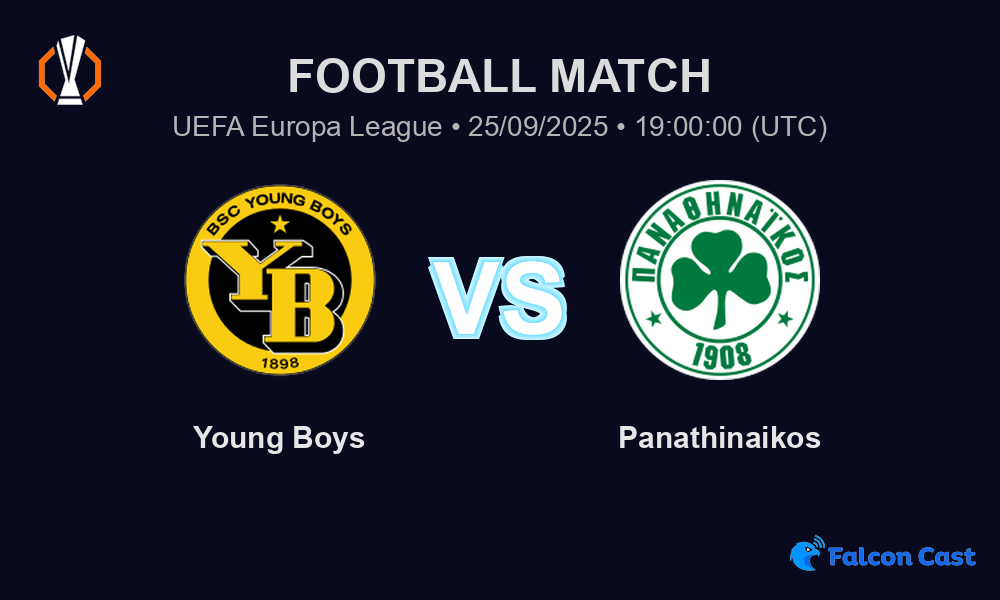 FOOTBALL MATCH
UEFA Europa League • 25/09/2025 • 19:00:00 (UTC)
BSC YOUNG BOYS
YB
1898
VS
ΠΑΝΑΘΗΝΑΪΚΟΣ
1908
Young Boys
Panathinaikos
Falcon Cast